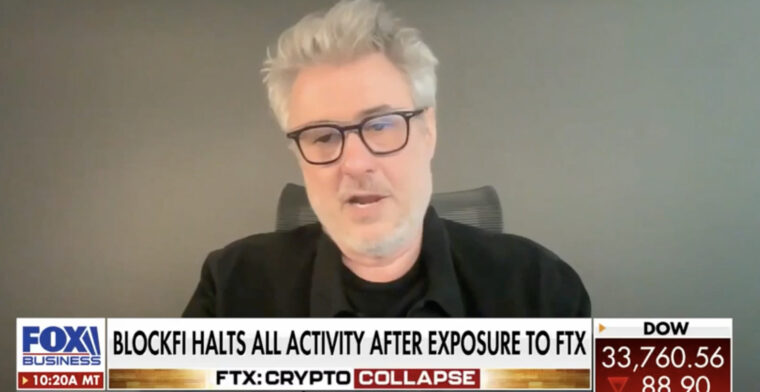 FOX
BUSINESS
10:20A MT
BLOCKFI HALTS ALL ACTIVITY AFTER EXPOSURE TO FTX
FTX: CRYPTO COLLAPSE
DOW
33,760.56
88.90